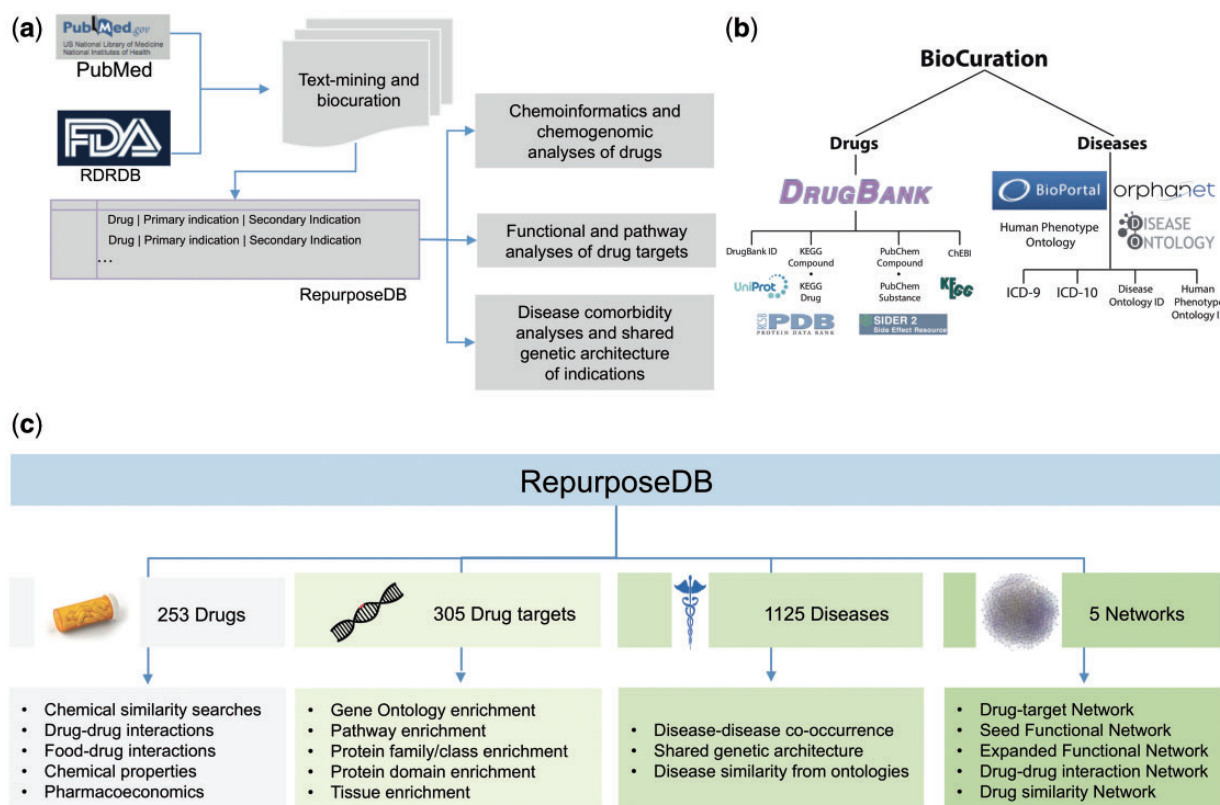 (a)
PubMed.gov
US National Library of Medicine
National Institutes of Health
PubMed
FDA
RDRDB
Text-mining and
biocuration
Drug | Primary indication | Secondary Indication
Drug | Primary indication | Secondary Indication
...
RepurposeDB
Chemoinformatics and
chemogenomic
analyses of drugs
Functional and pathway
analyses of drug targets
Disease comorbidity
analyses and shared
genetic architecture
of indications
(b)
BioCuration
Drugs
DRUGBANK
DrugBank ID
KEGG
Compound
•
KEGG
Drug
PubChem
Compound
•
PubChem
Substance
ChEBI
UniProt
KEGG
RCSB
PDB
PROTEIN DATA BANK
SIDER 2
Side Effect Resource
Diseases
BioPortal
orphanet
Human Phenotype
Ontology
DISEASE
ONTOLOGY
ICD-9
ICD-10
Disease
Ontology ID
Human
Phenotype
Ontology I
(c)
RepurposeDB
253 Drugs
305 Drug targets
1125 Diseases
5 Networks
• Chemical similarity searches
• Drug-drug interactions
• Food-drug interactions
• Chemical properties
• Pharmacoeconomics
• Gene Ontology enrichment
• Pathway enrichment
• Protein family/class enrichment
• Protein domain enrichment
• Tissue enrichment
• Disease-disease co-occurrence
• Shared genetic architecture
• Disease similarity from ontologies
• Drug-target Network
• Seed Functional Network
• Expanded Functional Network
• Drug-drug interaction Network
• Drug similarity Network